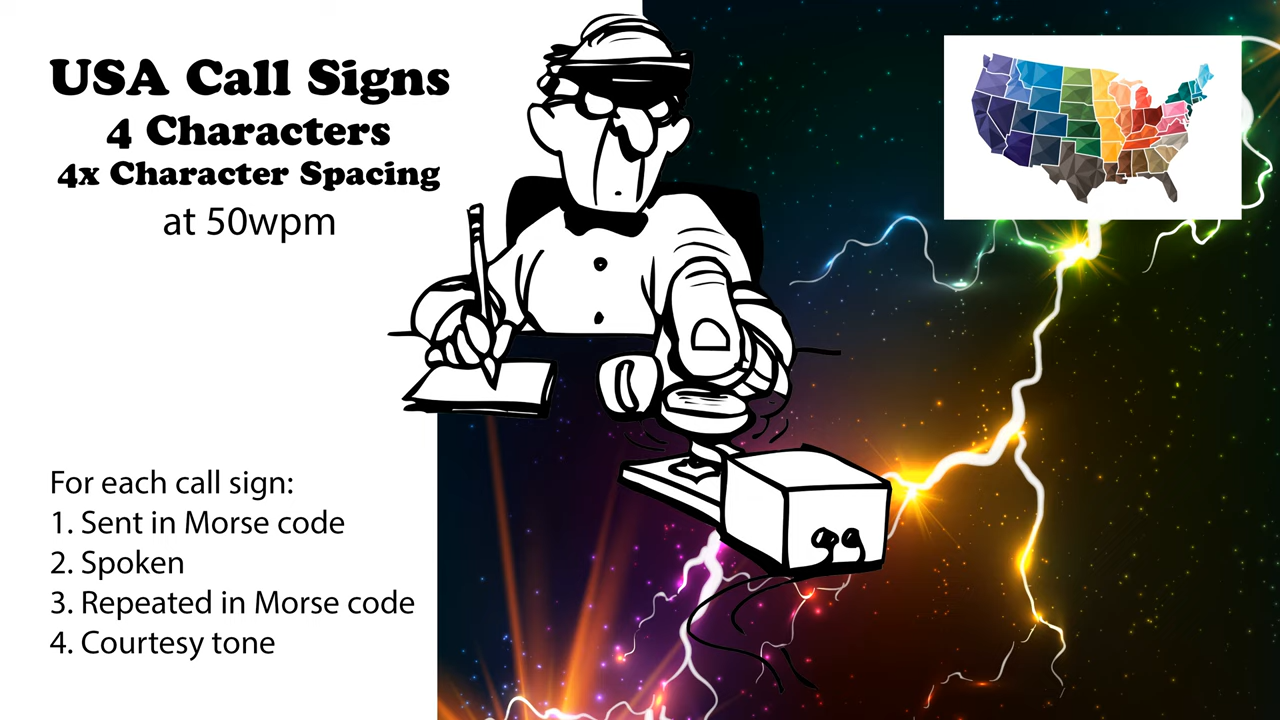 USA Call Signs
4 Characters
4x Character Spacing
at 50wpm
For each call sign:
1. Sent in Morse code
2. Spoken
3. Repeated in Morse code
4. Courtesy tone